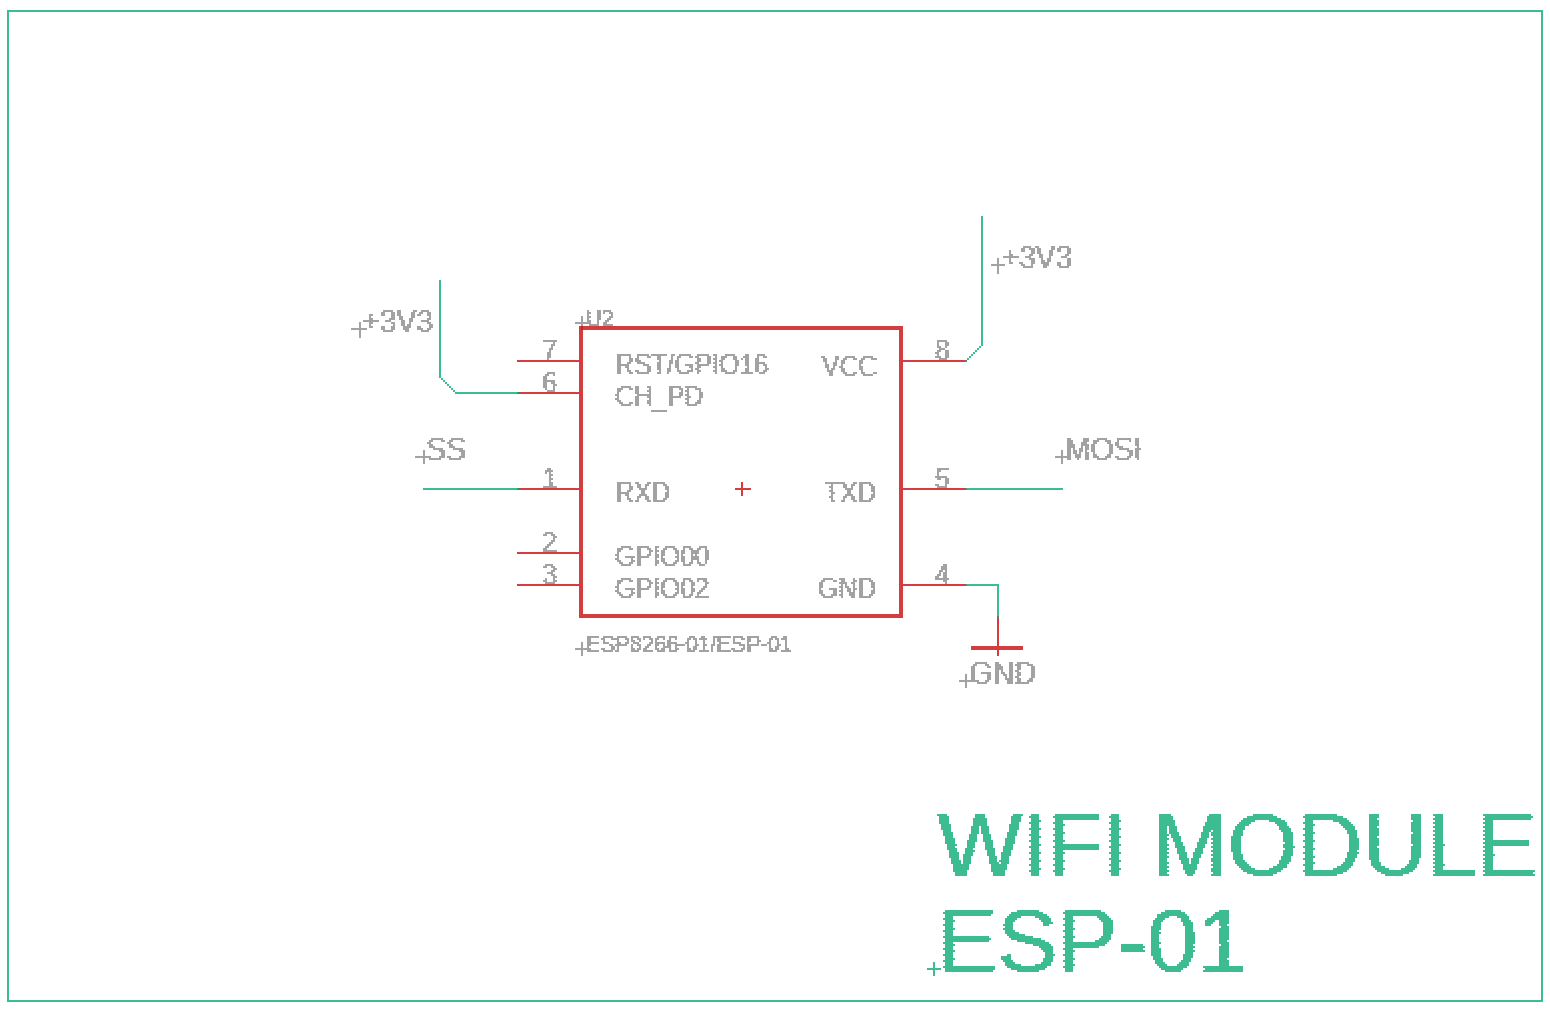 +3V3
+3V3
U2
7
RST/GPIO16
VCC
8
6
CH_PD
SS
MOSI
1
RXD
TXD
5
2
GPIO00
3
GPIO02
GND
4
ESP8266-01/ESP-01
GND
WIFI MODULE
ESP-01